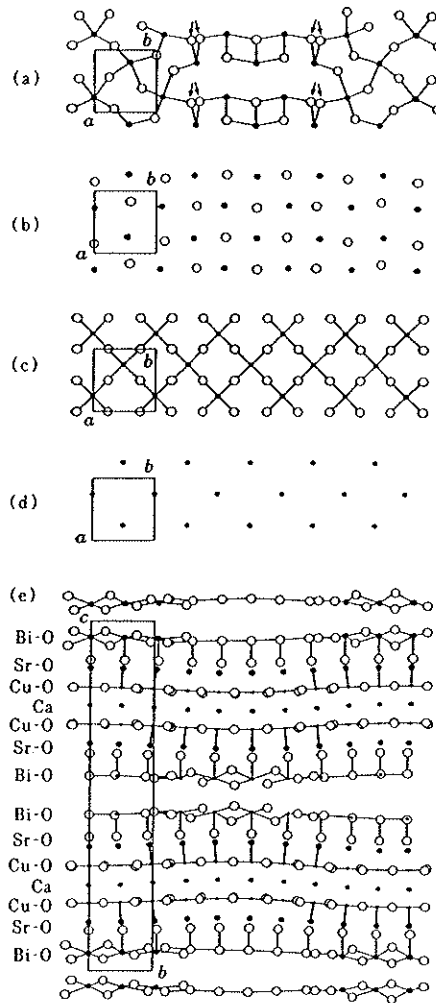 b
(a)
a
b
(b)
a
b
(c)
a
b
(d)
a
(e)
c
Bi-O
Sr-O
Cu-O
Ca
Cu-O
Sr-O
Bi-O
Bi-O
Sr-O
Cu-O
Ca
Cu-O
Sr-O
Bi-O
b